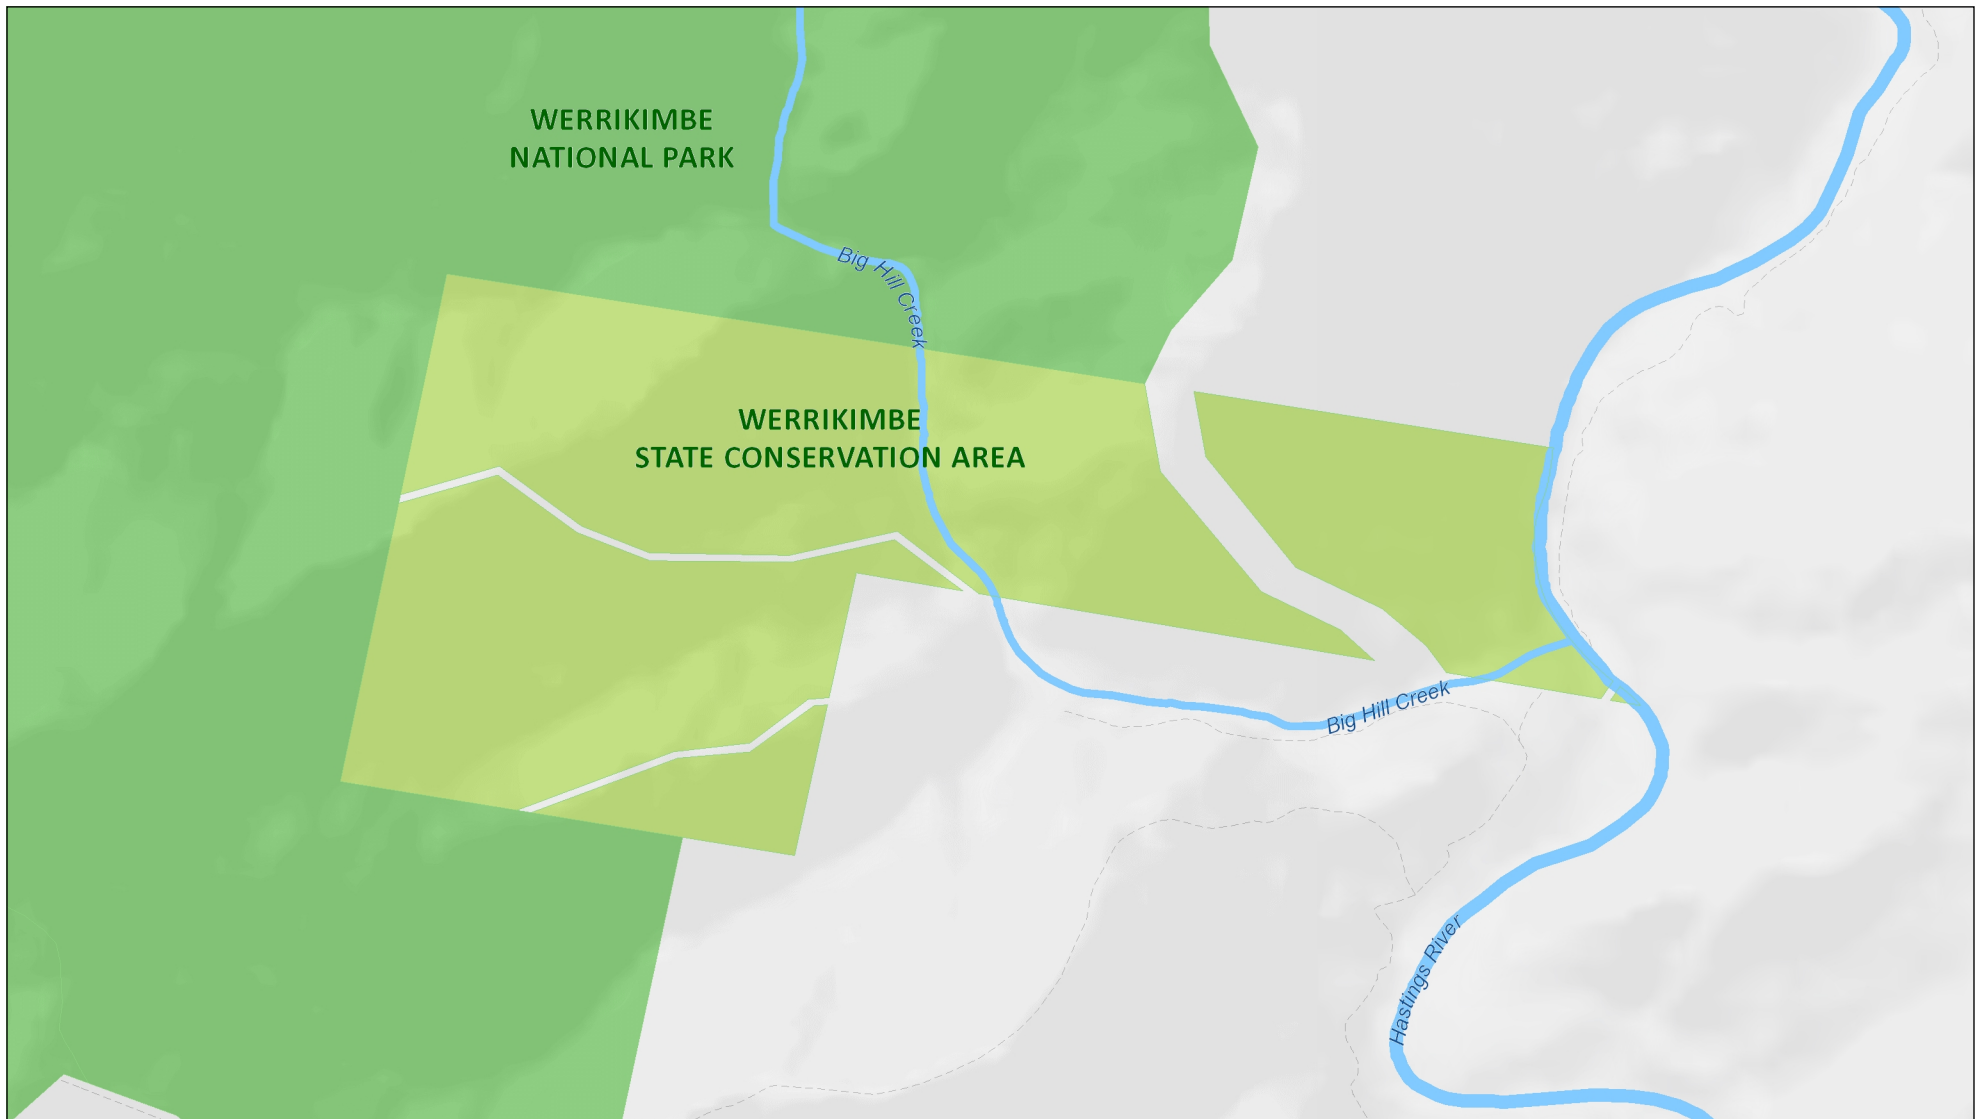 WERRIKIMBE
NATIONAL PARK
Big Hill Creek
WERRIKIMBE
STATE CONSERVATION AREA
Big Hill Creek
Hastings River